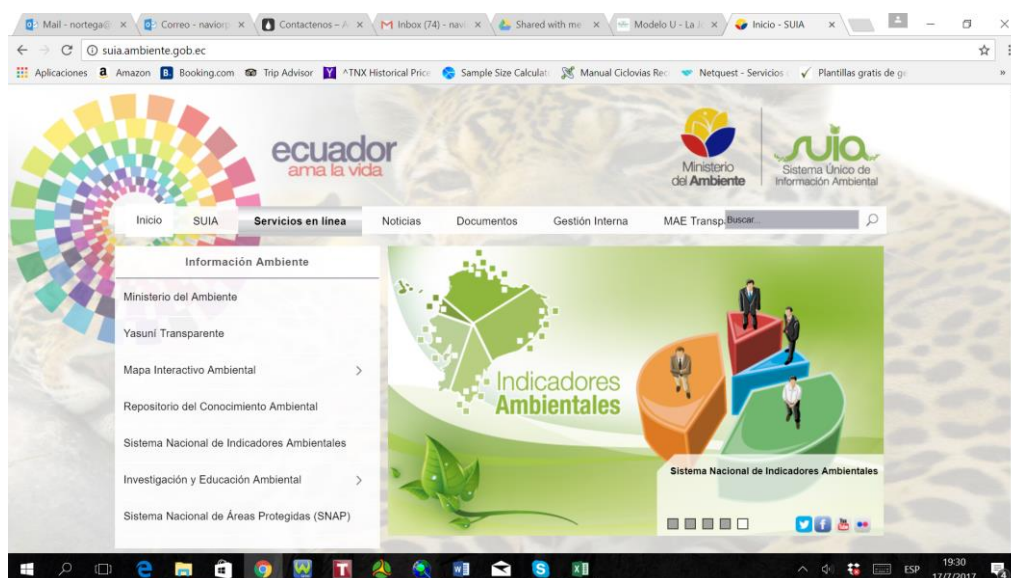 Mail - nortega@
Correo - naviorp
Contactenos – A
Inbox (74) - navi
Shared with me
Modelo U - La
Inicio - SUIA
suia.ambiente.gob.ec
Aplicaciones
Amazon
Booking.com
Trip Advisor
^TNX Historical Price
Sample Size Calculat
Manual Ciclovias Rec
Netquest - Servicios
Plantillas gratis de ge
ecuador
ama la vida
Ministerio
del Ambiente
suia
Sistema Único de
Información Ambiental
Inicio
SUIA
Servicios en línea
Noticias
Documentos
Gestión Interna
MAE Transp
Buscar...
Información Ambiente
Ministerio del Ambiente
Yasuní Transparente
Mapa Interactivo Ambiental
Repositorio del Conocimiento Ambiental
Sistema Nacional de Indicadores Ambientales
Investigación y Educación Ambiental
Sistema Nacional de Áreas Protegidas (SNAP)
Indicadores
Ambientales
Sistema Nacional de Indicadores Ambientales
ESP
19:30
17/7/2017